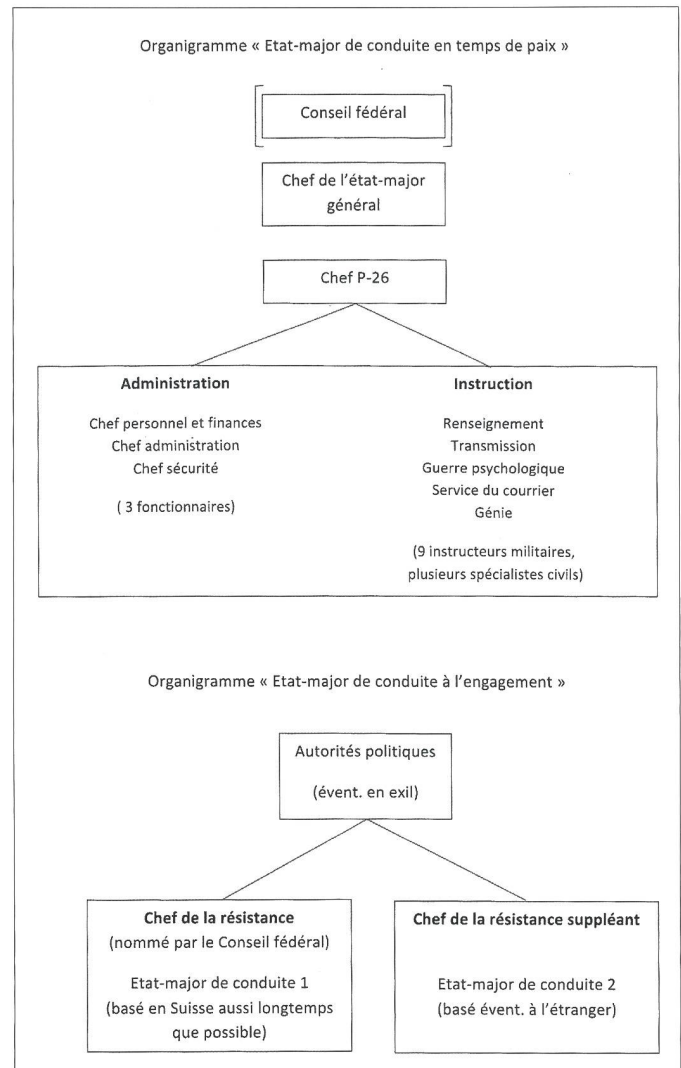 Organigramme « Etat-major de conduite en temps de paix »
Conseil fédéral
Chef de l'état-major
général
Chef P-26
Administration
Chef personnel et finances
Chef administration
Chef sécurité
( 3 fonctionnaires)
Instruction
Renseignement
Transmission
Guerre psychologique
Service du courrier
Génie
(9 instructeurs militaires,
plusieurs spécialistes civils)
Organigramme « Etat-major de conduite à l'engagement »
Autorités politiques
(évent. en exil)
Chef de la résistance
(nommé par le Conseil fédéral)
Etat-major de conduite 1
(basé en Suisse aussi longtemps
que possible)
Chef de la résistance suppléant
Etat-major de conduite 2
(basé évent. à l'étranger)